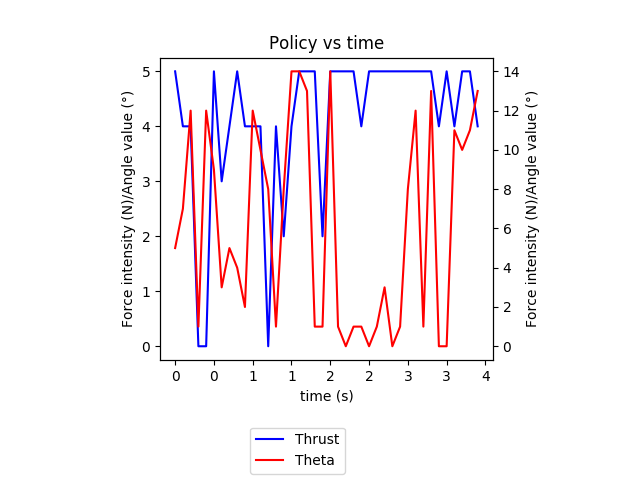 Policy vs time
Force intensity (N)/Angle value (°)
5
4
3
2
1
0
14
12
10
8
6
4
2
0
Force intensity (N)/Angle value (°)
0 0 1 1 2 2 3 3 4
time (s)
Thrust
Theta